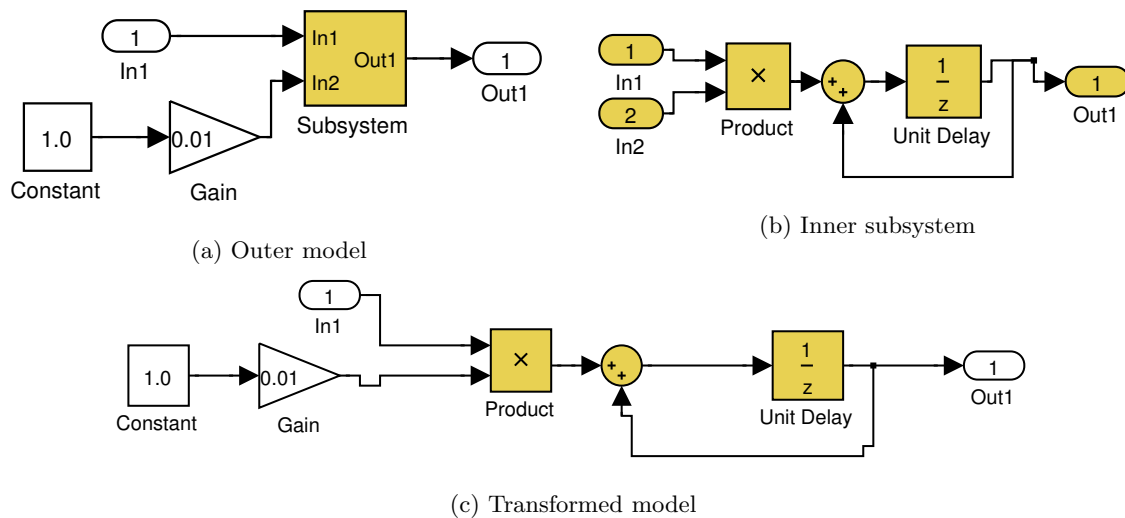 1
In1
1.0
Constant
0.01
Gain
In1
In2
Out1
Subsystem
1
Out1
(a) Outer model
1
In1
2
In2
×
Product
+
+
1
z
Unit Delay
1
Out1
(b) Inner subsystem
1
In1
1.0
Constant
0.01
Gain
×
Product
+
+
1
z
Unit Delay
1
Out1
(c) Transformed model